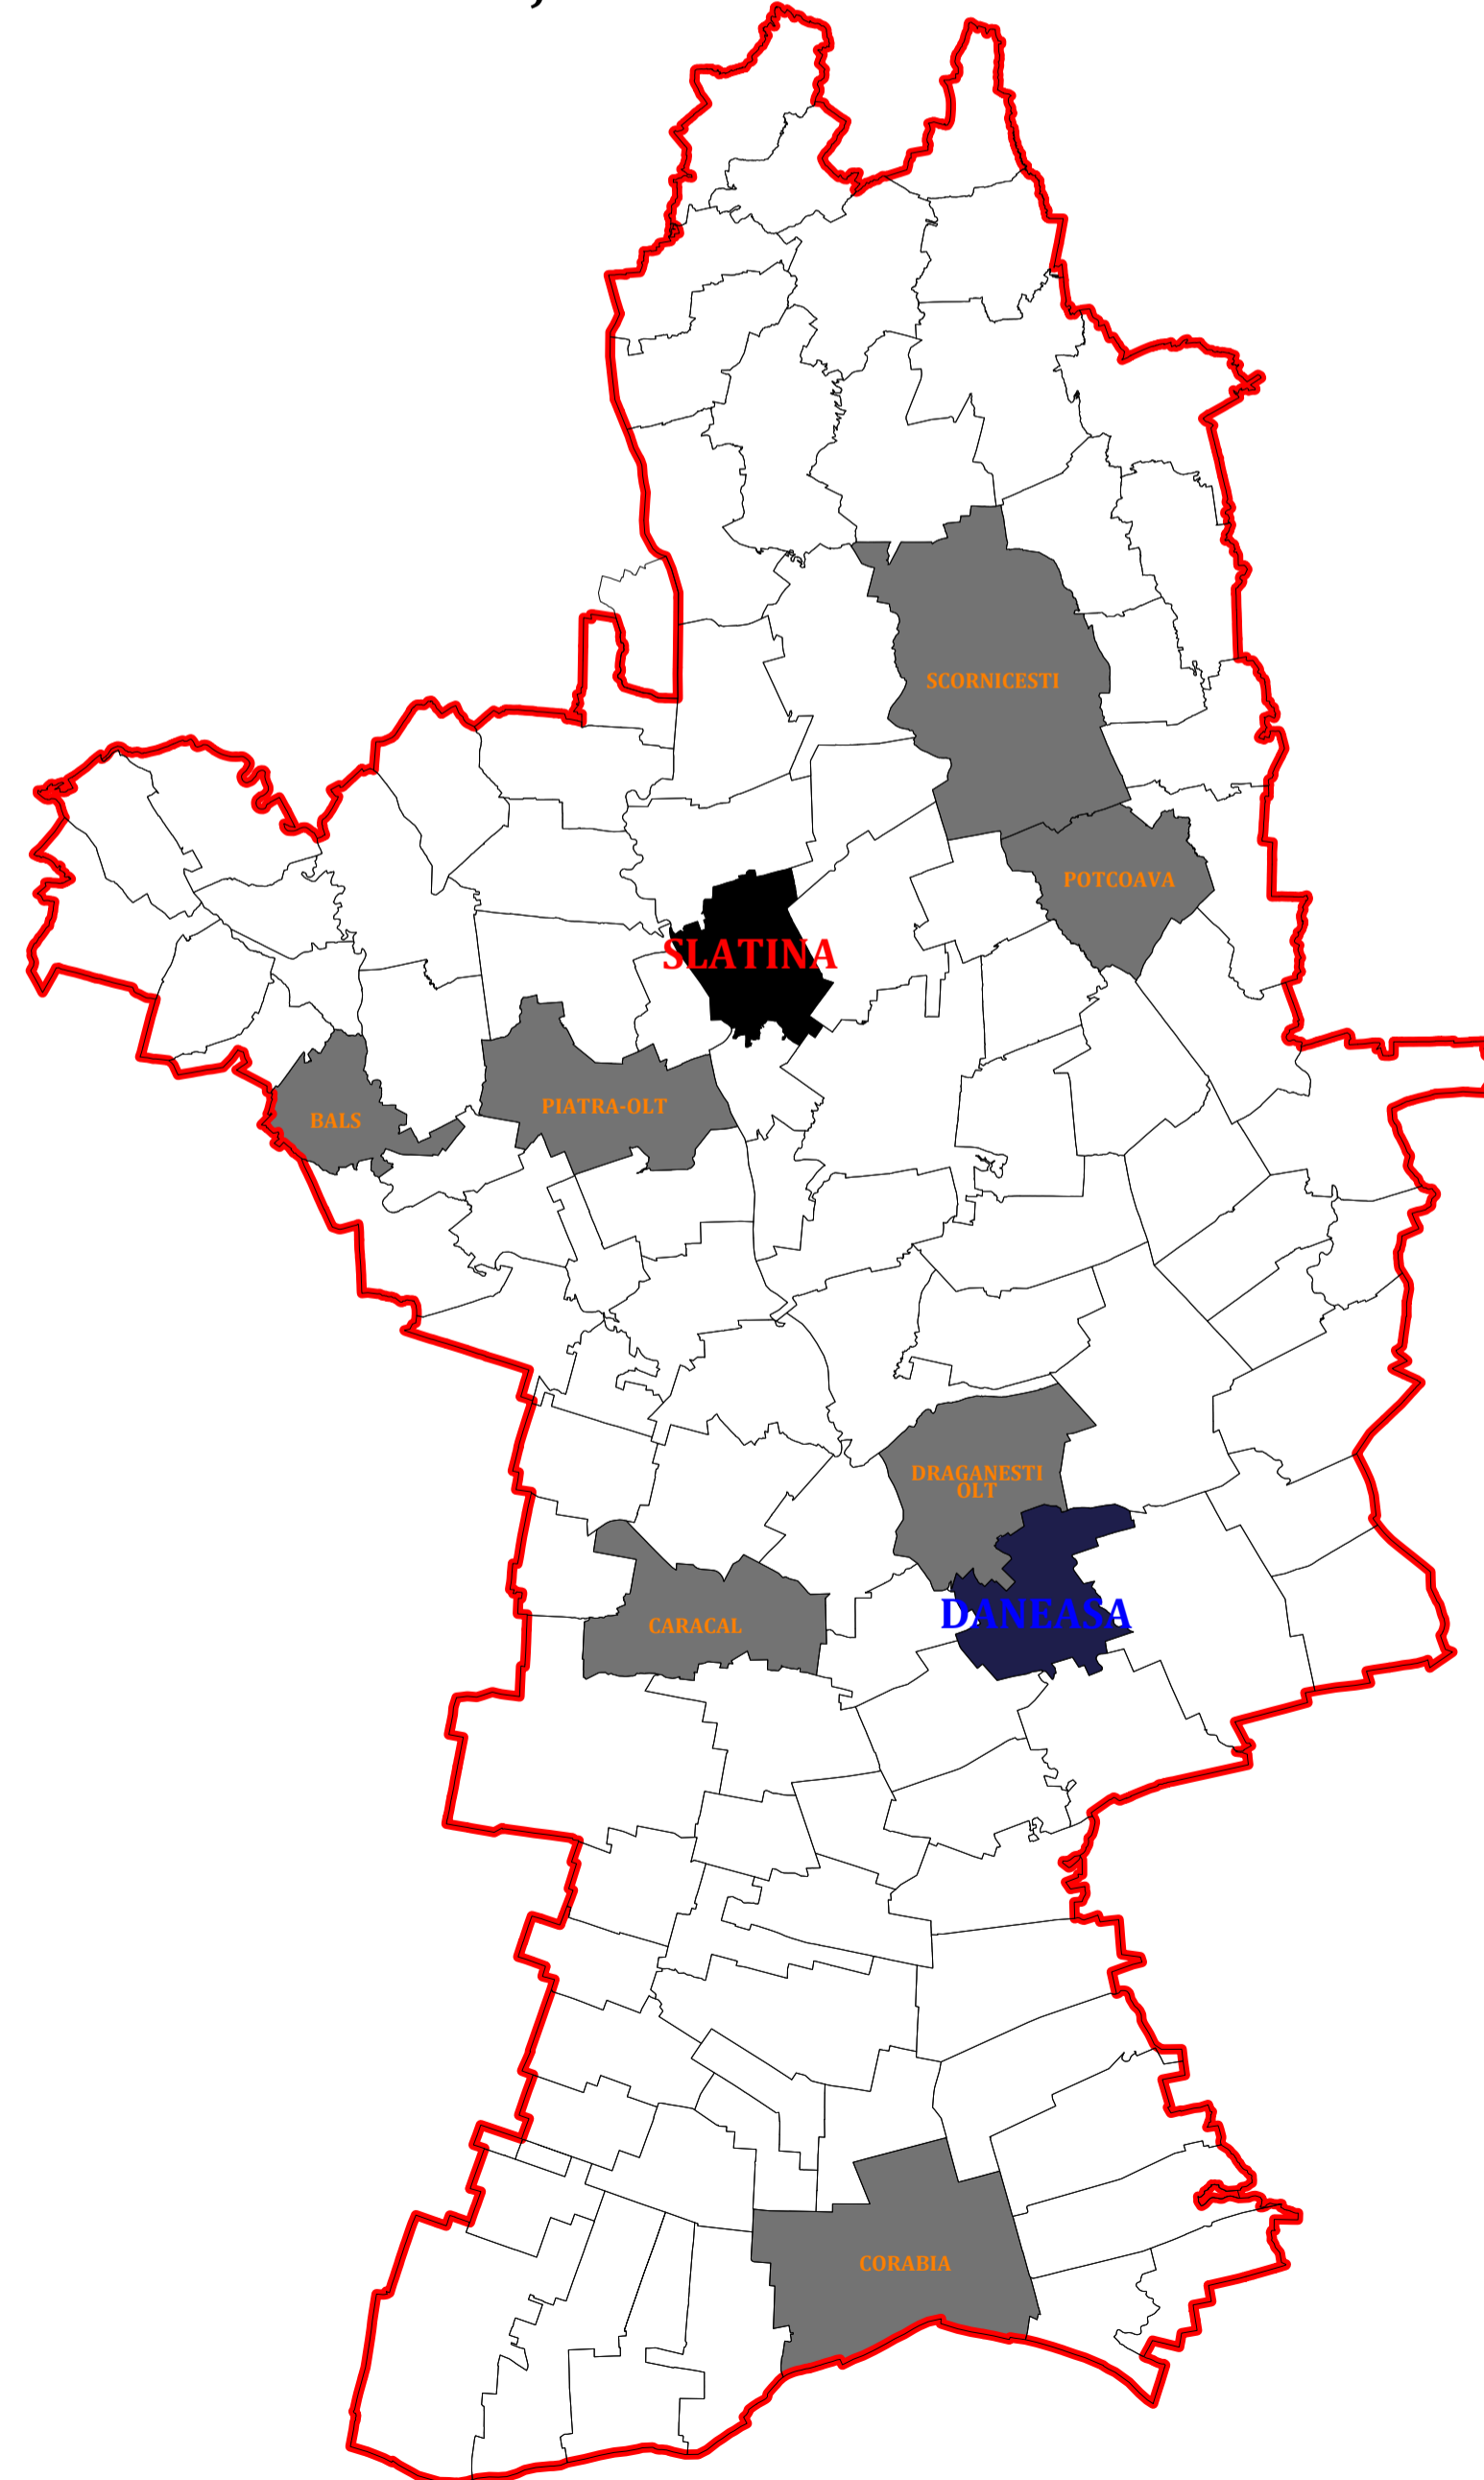 SCORNICESTI
POTCOAVA
SLATINA
PIATRA-OLT
BALS
DRAGANESTI
OLT
DANEASA
CARACAL
CORABIA